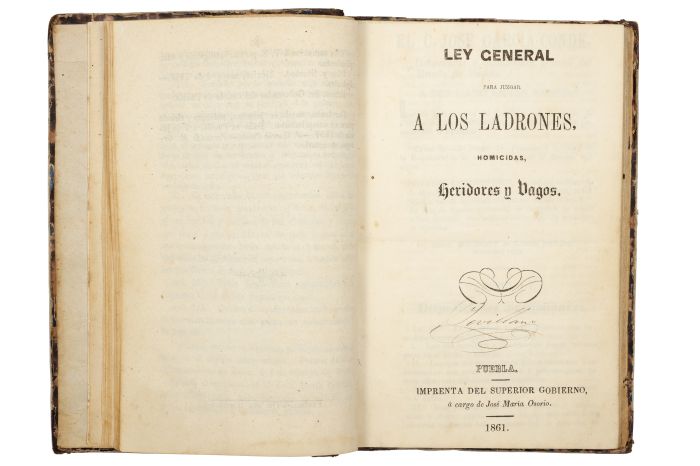 LEY GENERAL
PARA JUZGAR
A LOS LADRONES,
HOMICIDAS,
Heridores y Vagos.
Sevillano
PUEBLA.
IMPRENTA DEL SUPERIOR GOBIERNO,
á cargo de José María Osorio.
1861.